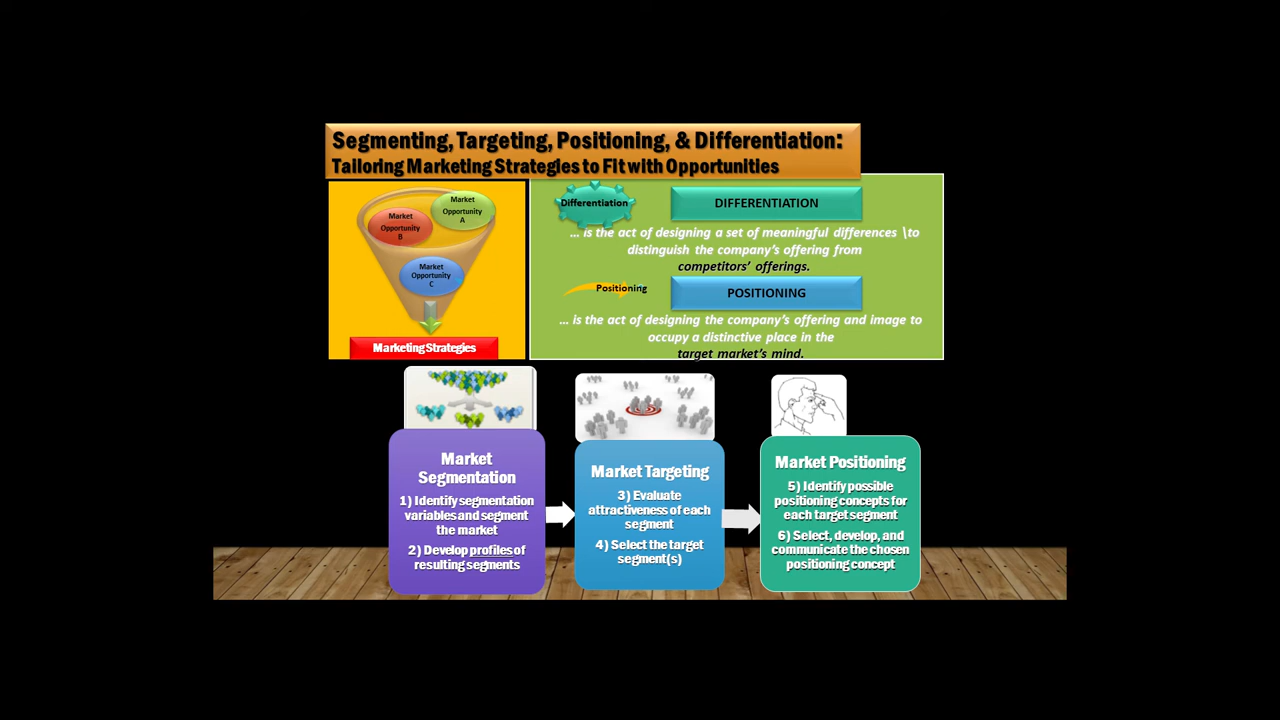 Segmenting, Targeting, Positioning, & Differentiation:
Tailoring Marketing Strategies to Fit with Opportunities
Market
Opportunity
A
Market
Opportunity
B
Market
Opportunity
C
Marketing Strategies
Differentiation
DIFFERENTIATION
... is the act of designing a set of meaningful differences \to
distinguish the company's offering from
competitors' offerings.
Positioning
POSITIONING
... is the act of designing the company's offering and image to
occupy a distinctive place in the
target market's mind.
Market
Segmentation
1) Identify segmentation
variables and segment
the market
2) Develop profiles of
resulting segments
Market Targeting
3) Evaluate
attractiveness of each
segment
4) Select the target
segment(s)
Market Positioning
5) Identify possible
positioning concepts for
each target segment
6) Select, develop, and
communicate the chosen
positioning concept